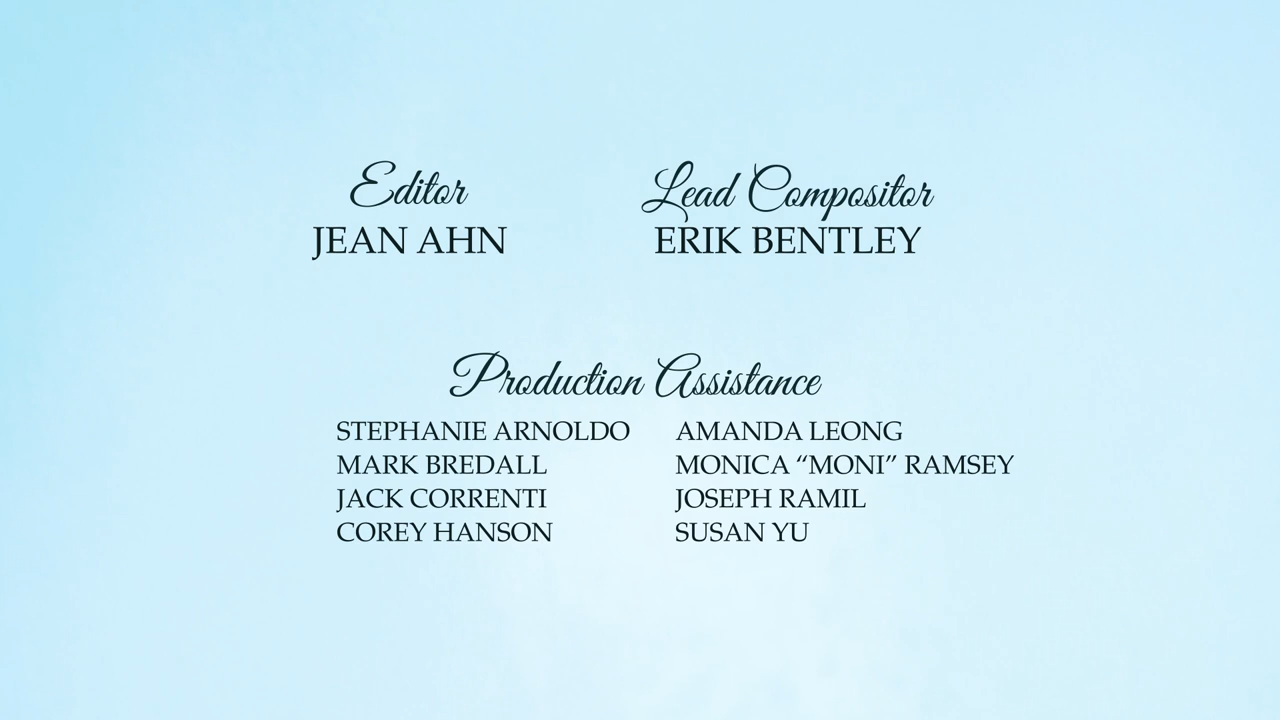 Editor
JEAN AHN
Lead Compositor
ERIK BENTLEY
Production Assistance
STEPHANIE ARNOLDO
MARK BREDALL
JACK CORRENTI
COREY HANSON
AMANDA LEONG
MONICA “MONI” RAMSEY
JOSEPH RAMIL
SUSAN YU